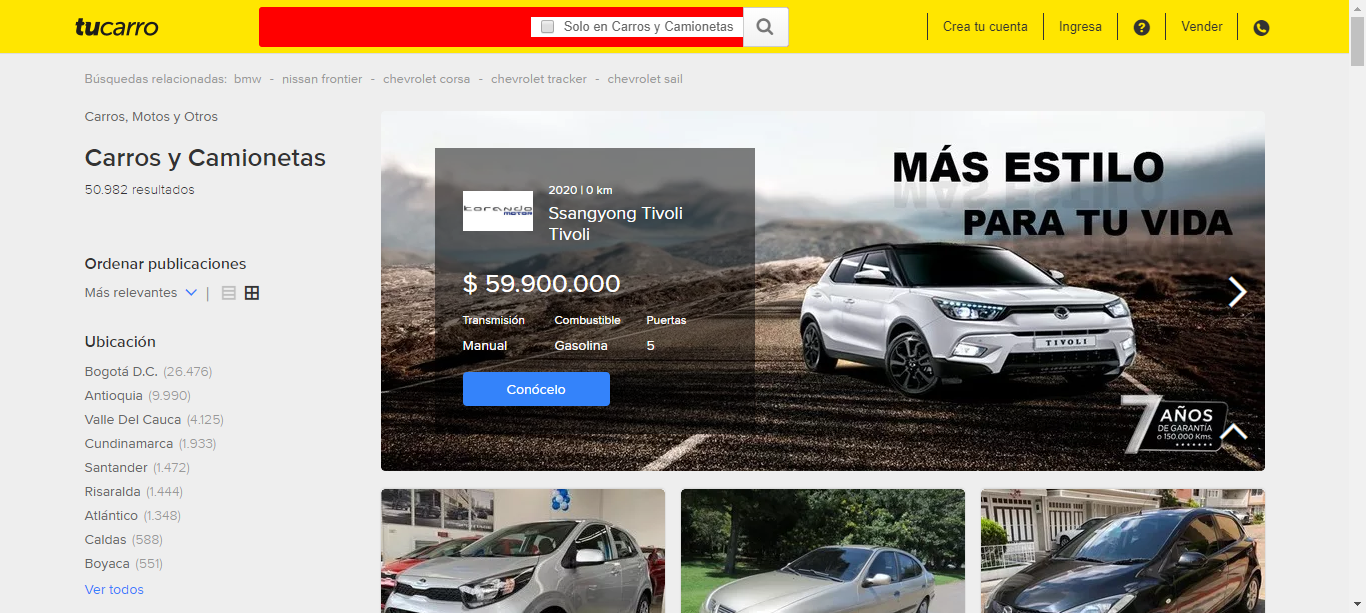 tucarro
Solo en Carros y Camionetas
Crea tu cuenta
Ingresa
?
Vender
Búsquedas relacionadas: bmw - nissan frontier - chevrolet corsa - chevrolet tracker - chevrolet sail
Carros, Motos y Otros
Carros y Camionetas
50.982 resultados
Ordenar publicaciones
Más relevantes |
Ubicación
Bogotá D.C. (26.476)
Antioquia (9.990)
Valle Del Cauca (4.125)
Cundinamarca (1.933)
Santander (1.472)
Risaralda (1.444)
Atlántico (1.348)
Caldas (588)
Boyaca (551)
Ver todos
MÁS ESTILO
PARA TU VIDA
2020 | 0 km
Ssangyong Tivoli
Tivoli
$ 59.900.000
Transmisión Combustible Puertas
Manual Gasolina 5
Conócelo
TIVOLI
7 AÑOS
DE GARANTÍA
o 150.000 Kms.